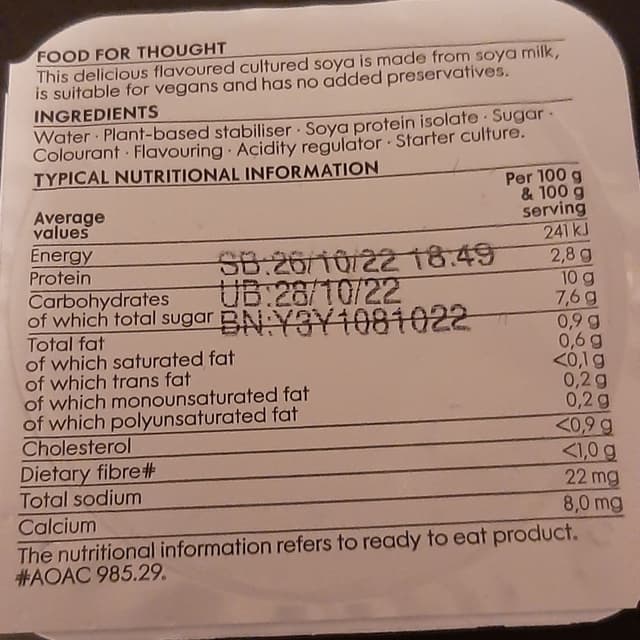 FOOD FOR THOUGHT
This delicious flavoured cultured soya is made from soya milk,
is suitable for vegans and has no added preservatives.
INGREDIENTS
Water · Plant-based stabiliser · Soya protein isolate · Sugar ·
Colourant · Flavouring · Acidity regulator · Starter culture.
TYPICAL NUTRITIONAL INFORMATION
Average values Per 100 g & 100 g serving
Energy 241 kJ
Protein 2,8 g
Carbohydrates 10 g
of which total sugar 7,6 g
Total fat 0,9 g
of which saturated fat 0,6 g
of which trans fat <0,1 g
of which monounsaturated fat 0,2 g
of which polyunsaturated fat 0,2 g
Cholesterol <0,9 g
Dietary fibre# <1,0 g
Total sodium 22 mg
Calcium 8,0 mg
SB:26/10/22 18:49
UB:28/10/22
BN:Y3Y1081022
The nutritional information refers to ready to eat product.
#AOAC 985.29.